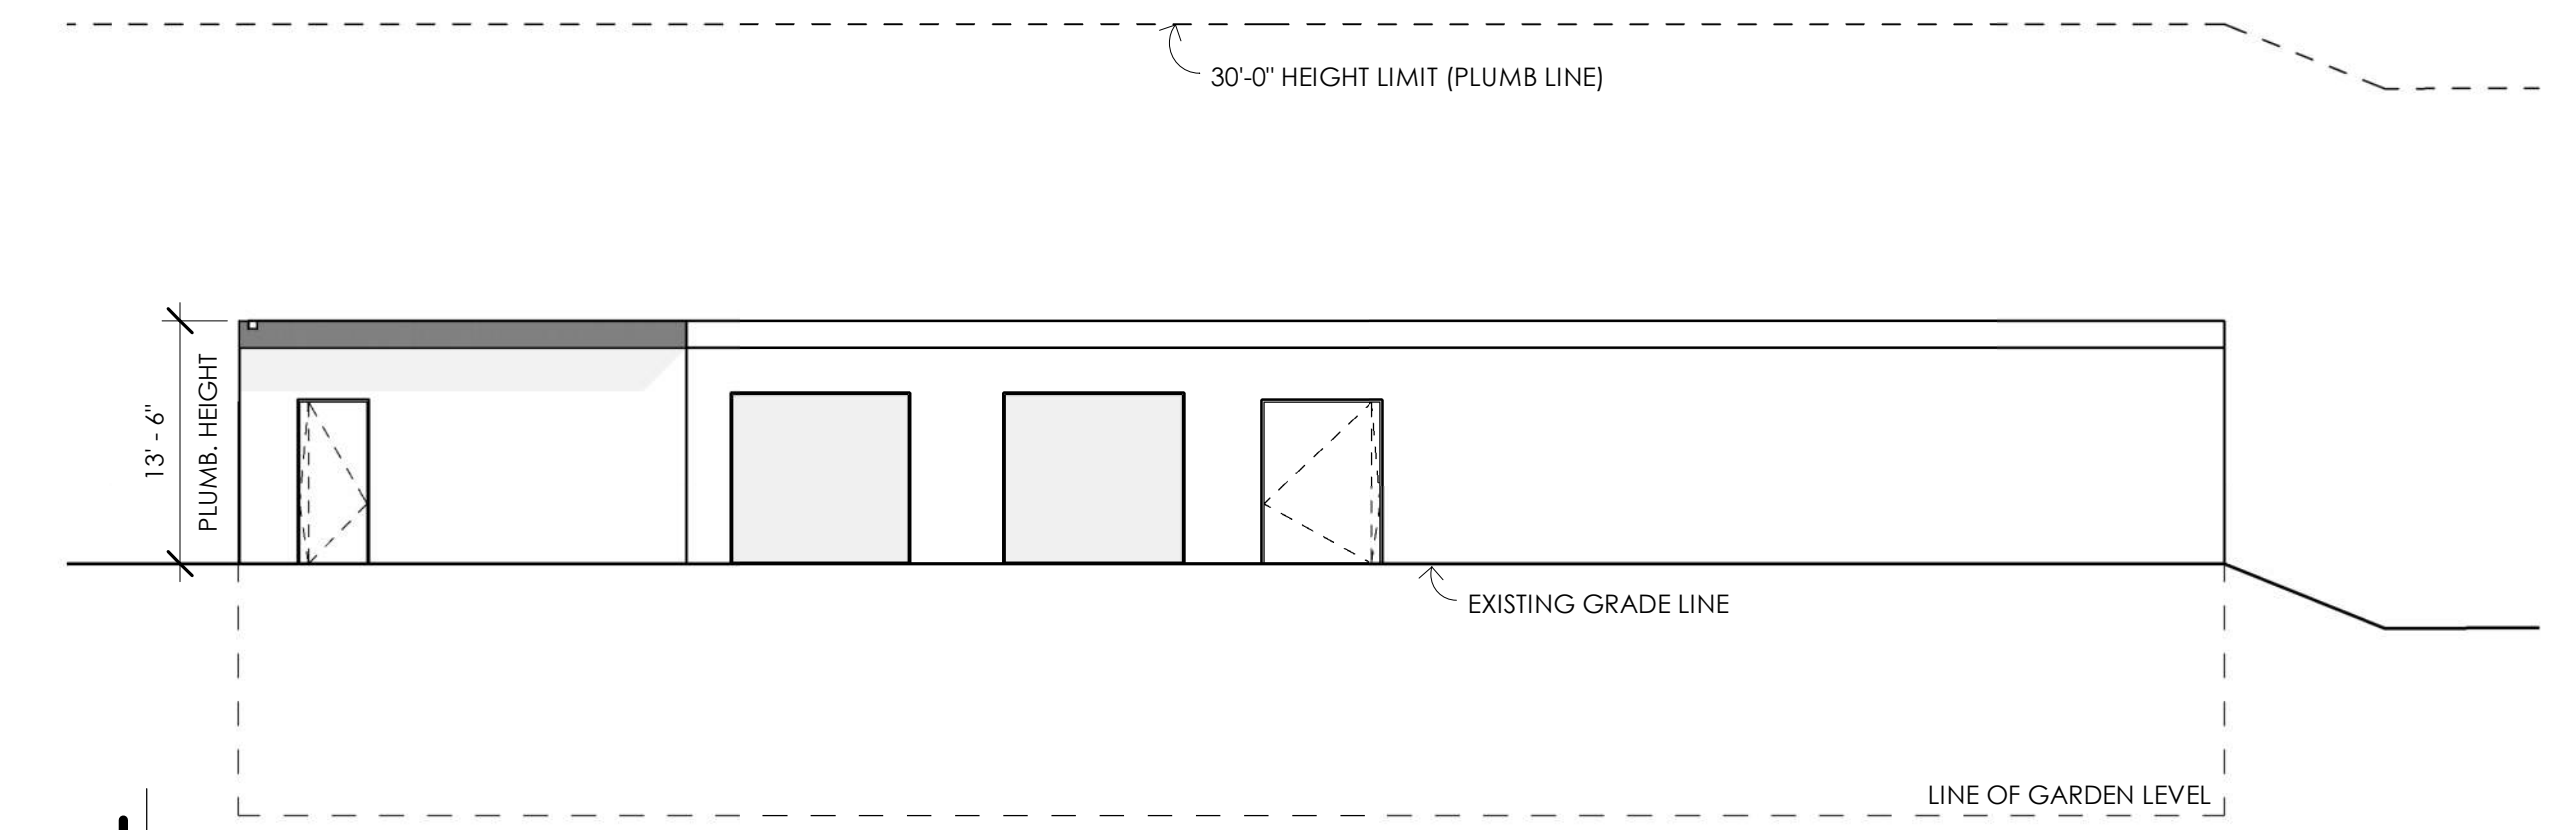 30'-0" HEIGHT LIMIT (PLUMB LINE)
13' - 6"
PLUMB. HEIGHT
EXISTING GRADE LINE
LINE OF GARDEN LEVEL